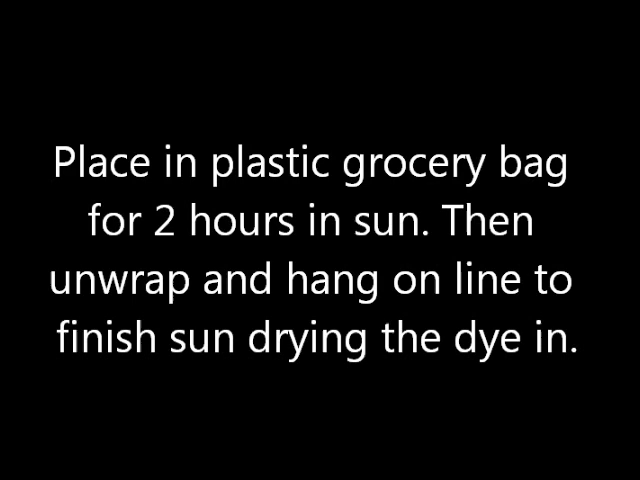 Place in plastic grocery bag
for 2 hours in sun. Then
unwrap and hang on line to
finish sun drying the dye in.